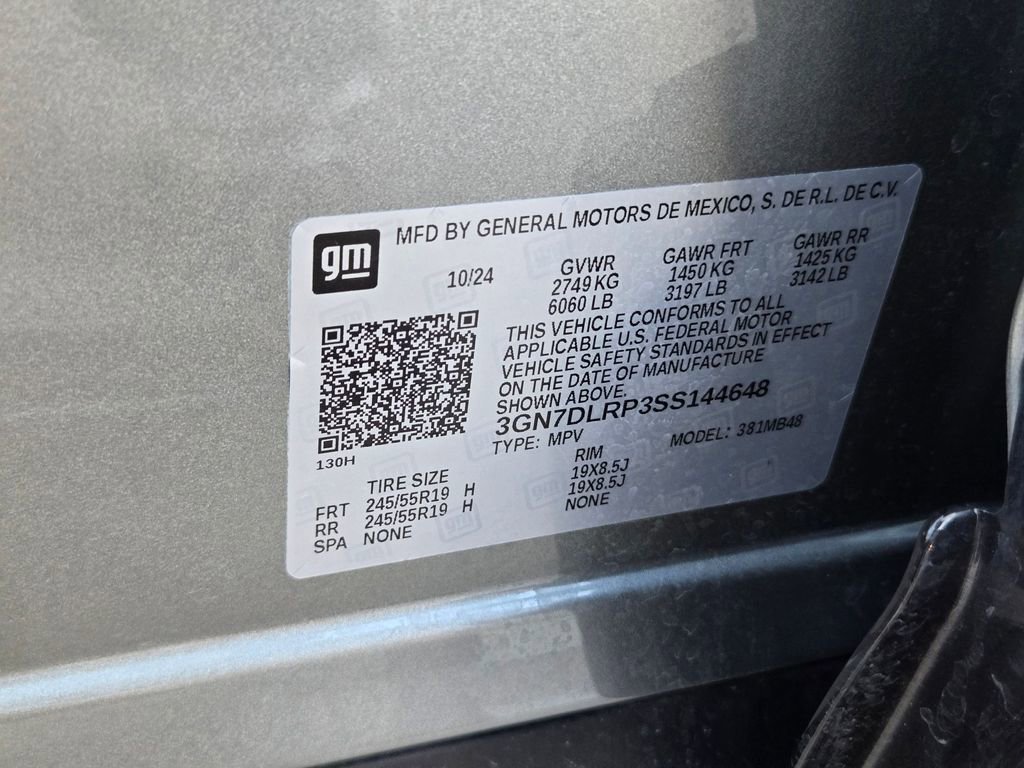 gm
MFD BY GENERAL MOTORS DE MEXICO, S. DE R.L. DE C.V.
10/24
GVWR
2749 KG
6060 LB
GAWR FRT
1450 KG
3197 LB
GAWR RR
1425 KG
3142 LB
THIS VEHICLE CONFORMS TO ALL
APPLICABLE U.S. FEDERAL MOTOR
VEHICLE SAFETY STANDARDS IN EFFECT
ON THE DATE OF MANUFACTURE
SHOWN ABOVE.
3GN7DLRP3SS144648
TYPE: MPV MODEL: 381MB48
130H
TIRE SIZE RIM
FRT 245/55R19 H 19X8.5J
RR 245/55R19 H 19X8.5J
SPA NONE NONE